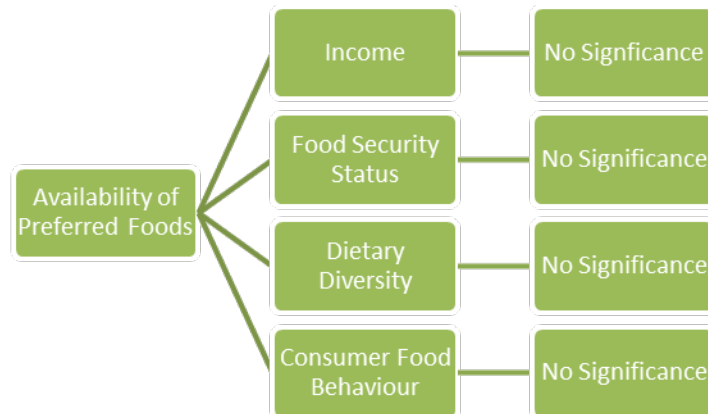 Income
No Signficance
Food Security
Status
No Significance
Availability of
Preferred Foods
Dietary
Diversity
No Significance
Consumer Food
Behaviour
No Significance